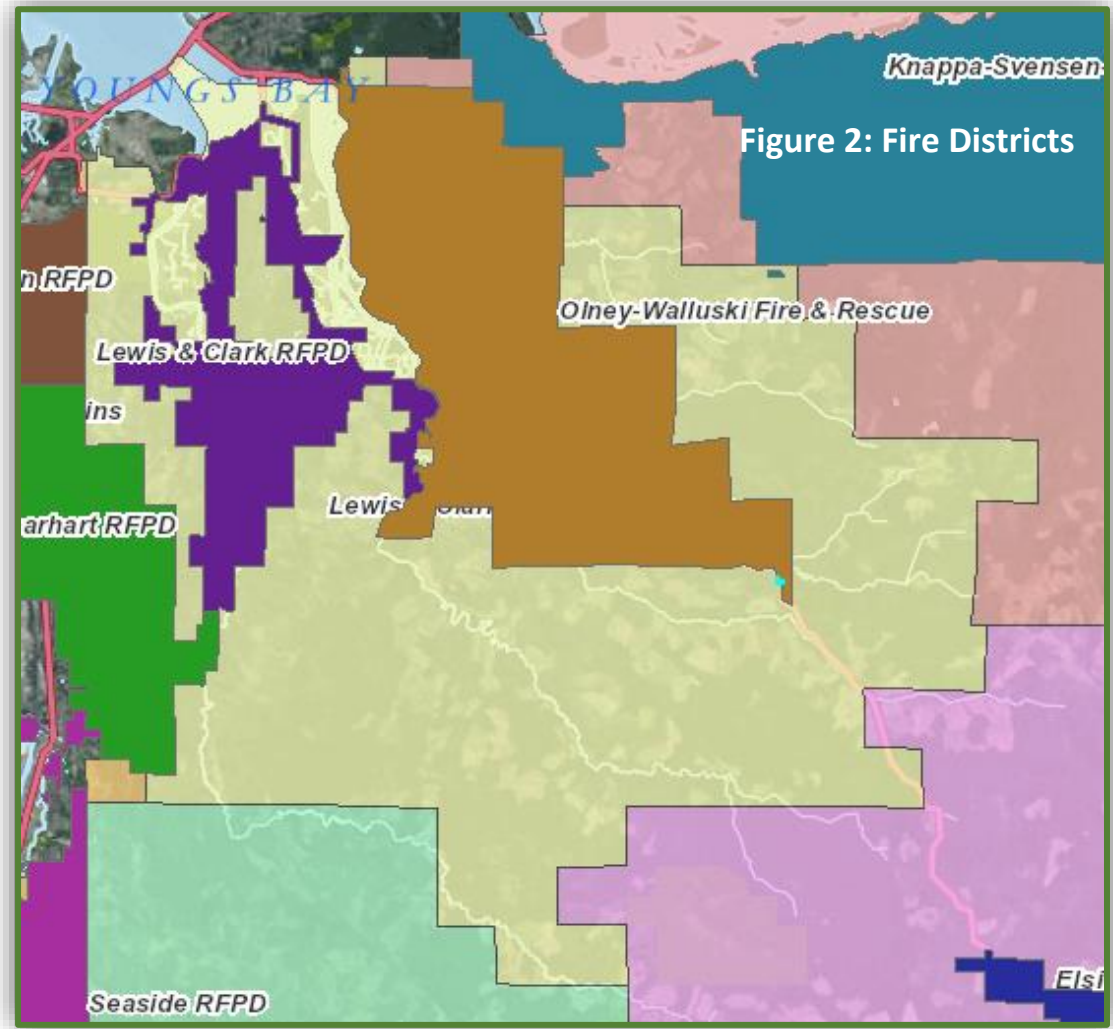 YOUNGS BAY
Knappa-Svensen
Figure 2: Fire Districts
n RFPD
Olney-Walluski Fire & Rescue
Lewis & Clark RFPD
ins
Lewis
arhart RFPD
Seaside RFPD
Elsi